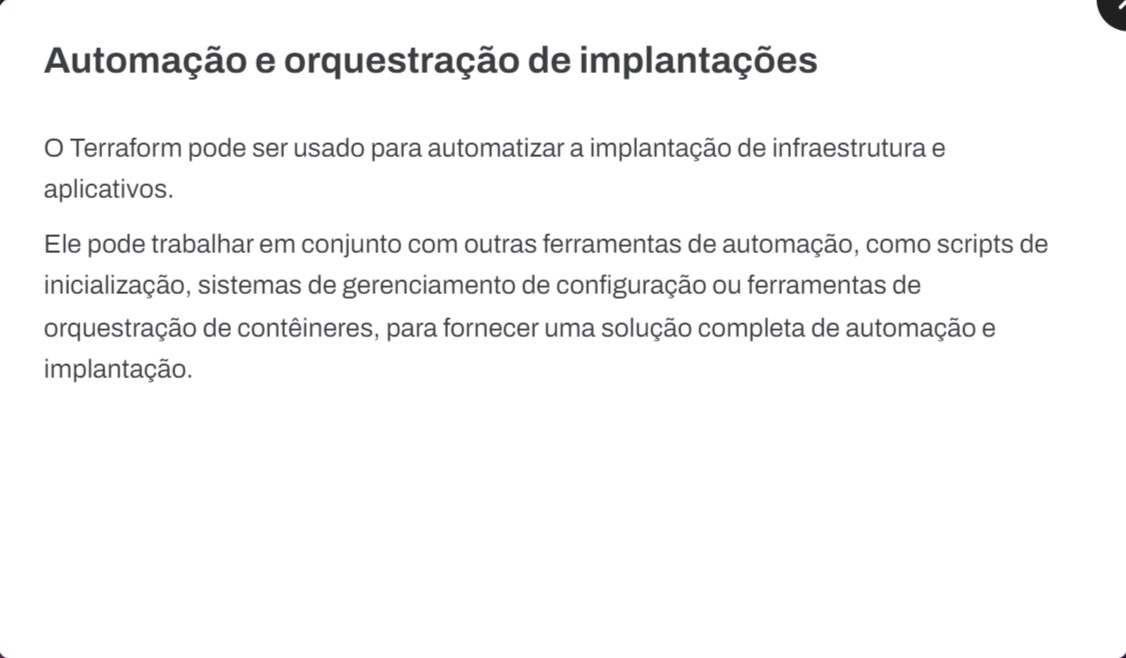 Automação e orquestração de implantações
O Terraform pode ser usado para automatizar a implantação de infraestrutura e
aplicativos.
Ele pode trabalhar em conjunto com outras ferramentas de automação, como scripts de
inicialização, sistemas de gerenciamento de configuração ou ferramentas de
orquestração de contêineres, para fornecer uma solução completa de automação e
implantação.